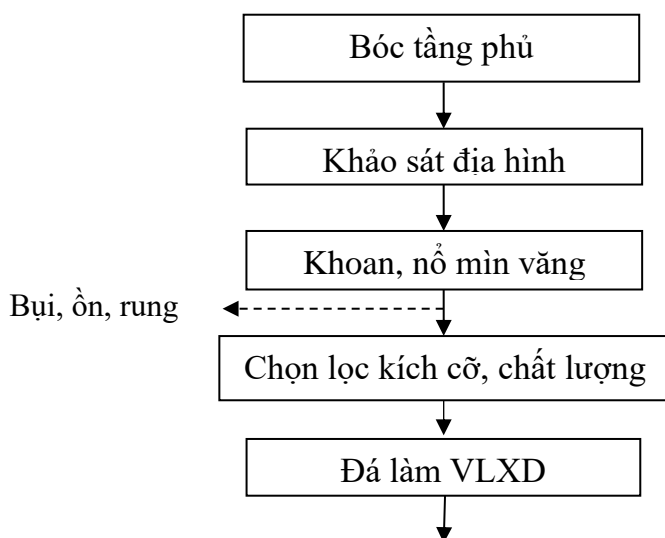 Bóc tầng phủ
Khảo sát địa hình
Khoan, nổ mìn văng
Bụi, ồn, rung
Chọn lọc kích cỡ, chất lượng
Đá làm VLXD